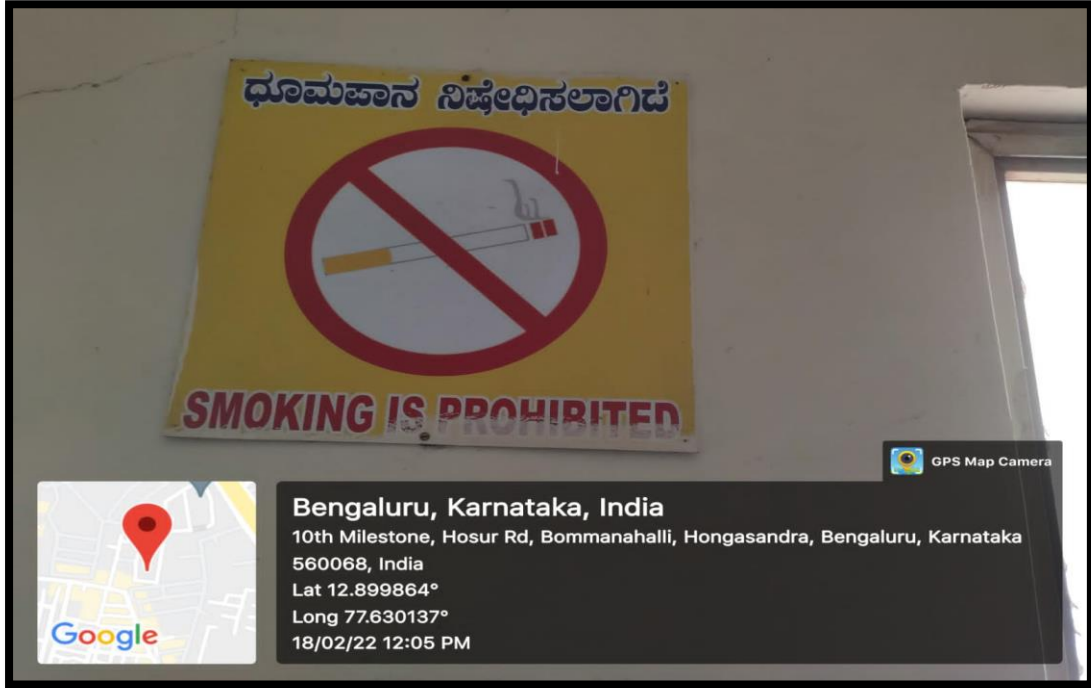 ಧೂಮಪಾನ ನಿಷೇಧಿಸಲಾಗಿದೆ
SMOKING IS PROHIBITED
GPS Map Camera
Bengaluru, Karnataka, India
10th Milestone, Hosur Rd, Bommanahalli, Hongasandra, Bengaluru, Karnataka
560068, India
Lat 12.899864°
Long 77.630137°
18/02/22 12:05 PM
Google